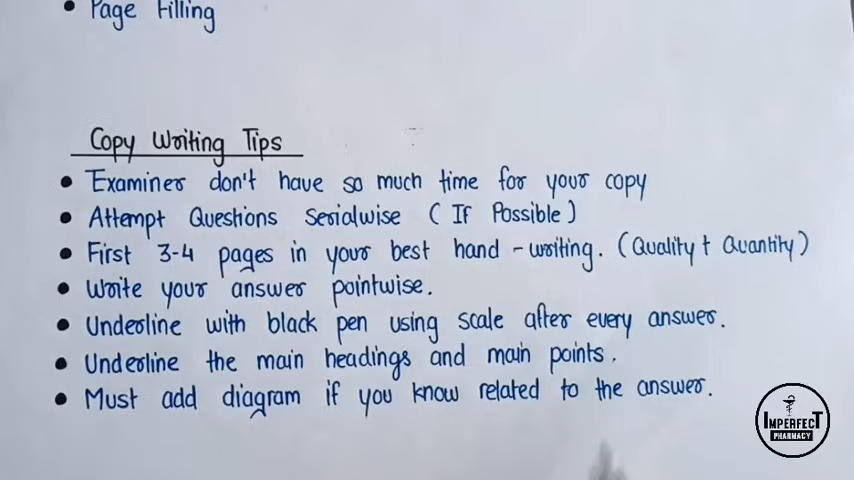 • Page Filling
Copy Writing Tips
• Examiner don't have so much time for your copy
• Attempt Questions Serialwise ( If Possible )
• First 3-4 pages in your best hand-writing. (Quality + Quantity)
• Write your answer pointwise.
• Underline with black pen using scale after every answer.
• Underline the main headings and main points.
• Must add diagram if you know related to the answer.
IMPERFECT
PHARMACY